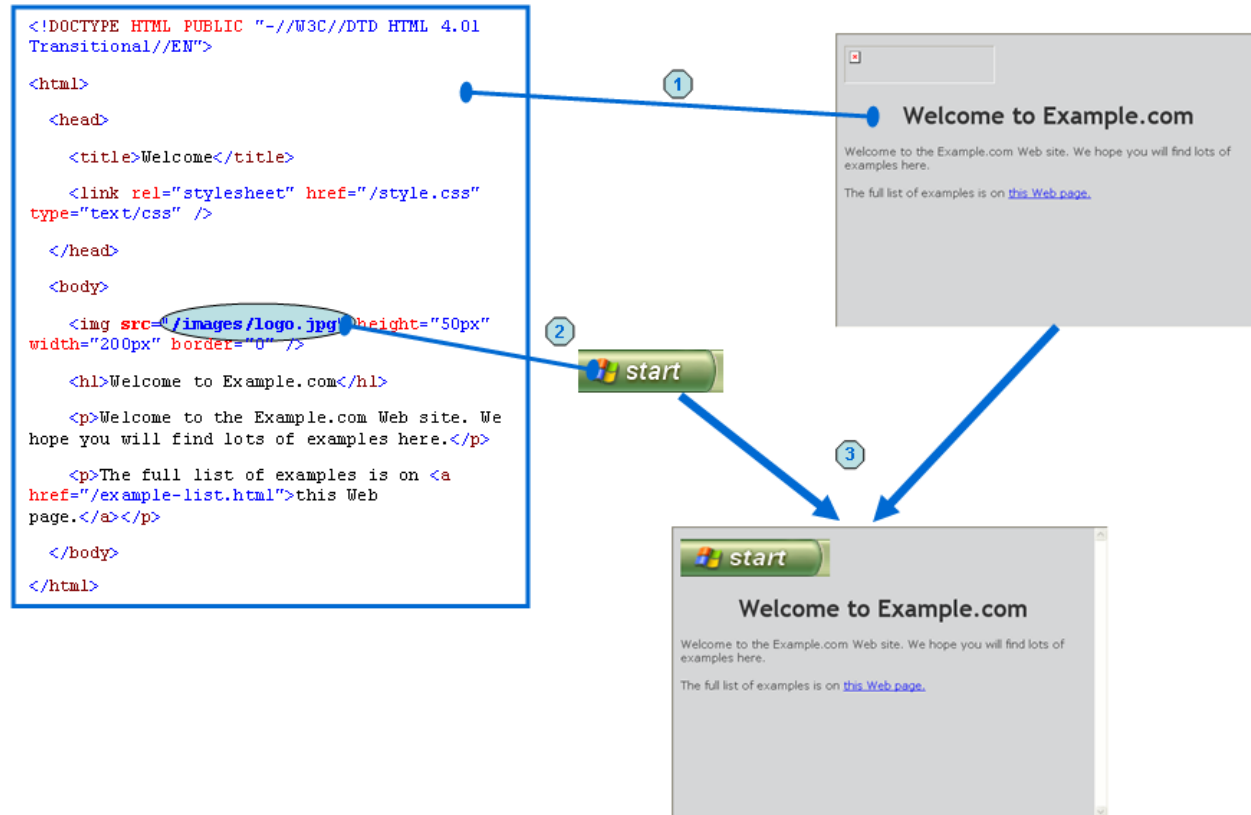 <!DOCTYPE HTML PUBLIC "-//W3C//DTD HTML 4.01
Transitional//EN">
<html>
<head>
<title>Welcome</title>
<link rel="stylesheet" href="/style.css"
type="text/css" />
</head>
<body>
<img src="/images/logo.jpg" height="50px"
width="200px" border="0" />
<h1>Welcome to Example.com</h1>
<p>Welcome to the Example.com Web site. We
hope you will find lots of examples here.</p>
<p>The full list of examples is on <a
href="/example-list.html">this Web
page.</a></p>
</body>
</html>
1
Welcome to Example.com
Welcome to the Example.com Web site. We hope you will find lots of
examples here.
The full list of examples is on this Web page.
2
start
3
start
Welcome to Example.com
Welcome to the Example.com Web site. We hope you will find lots of
examples here.
The full list of examples is on this Web page.